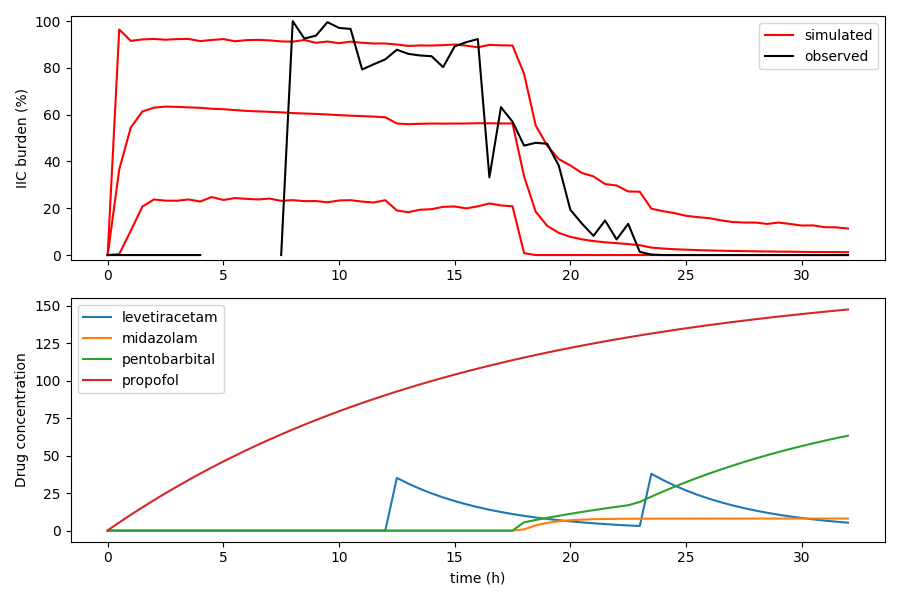 IIC burden (%)
100
80
60
40
20
0
simulated
observed
0 5 10 15 20 25 30
Drug concentration
150
125
100
75
50
25
0
levetiracetam
midazolam
pentobarbital
propofol
0 5 10 15 20 25 30
time (h)